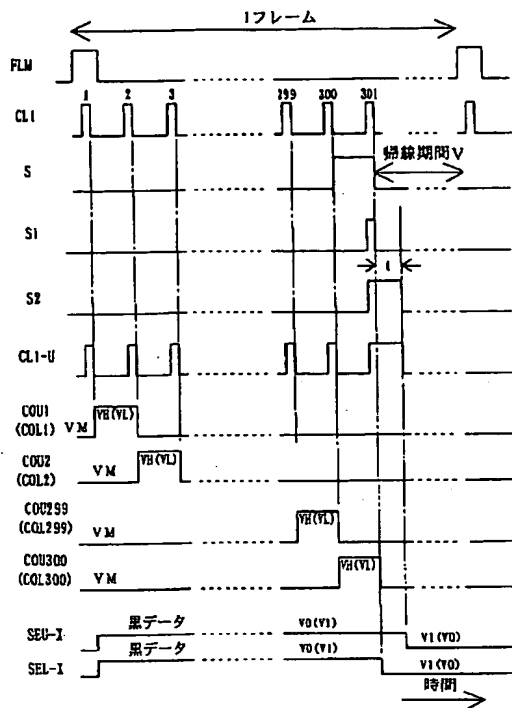 1フレーム
FLM
1 2 3 299 300 301
CL1
帰線期間V
S
S1
t
S2
CL1-U
COU1
(COL1)
VM
VH(VL)
COU2
(COL2)
VM
VH(VL)
COU299
(COL299)
VM
VH(VL)
COU300
(COL300)
VM
VH(VL)
SEU-X
黒データ
V0(V1)
V1(V0)
SEL-X
黒データ
V0(V1)
V1(V0)
時間